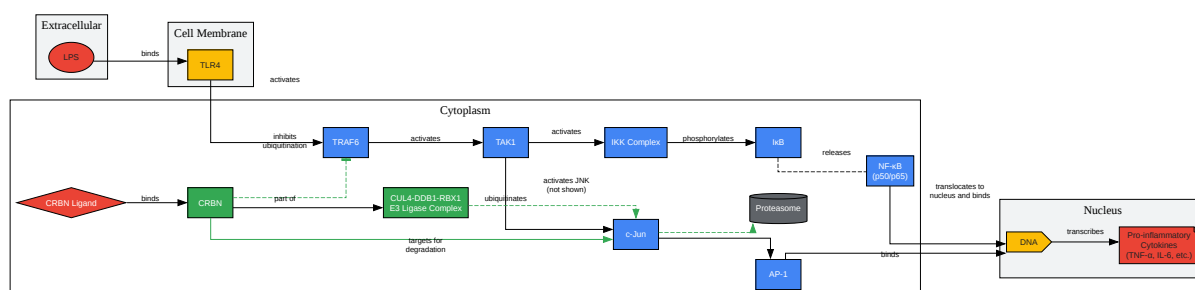 Extracellular
LPS
binds
Cell Membrane
TLR4
activates
Cytoplasm
inhibits
ubiquitination
TRAF6
activates
TAK1
activates
IKK Complex
phosphorylates
IκB
releases
NF-κB
(p50/p65)
translocates to
nucleus and binds
CRBN Ligand
binds
CRBN
part of
CUL4-DDB1-RBX1
E3 Ligase Complex
ubiquitinates
activates JNK
(not shown)
targets for
degradation
c-Jun
Proteasome
AP-1
binds
Nucleus
DNA
transcribes
Pro-inflammatory
Cytokines
(TNF-α, IL-6, etc.)